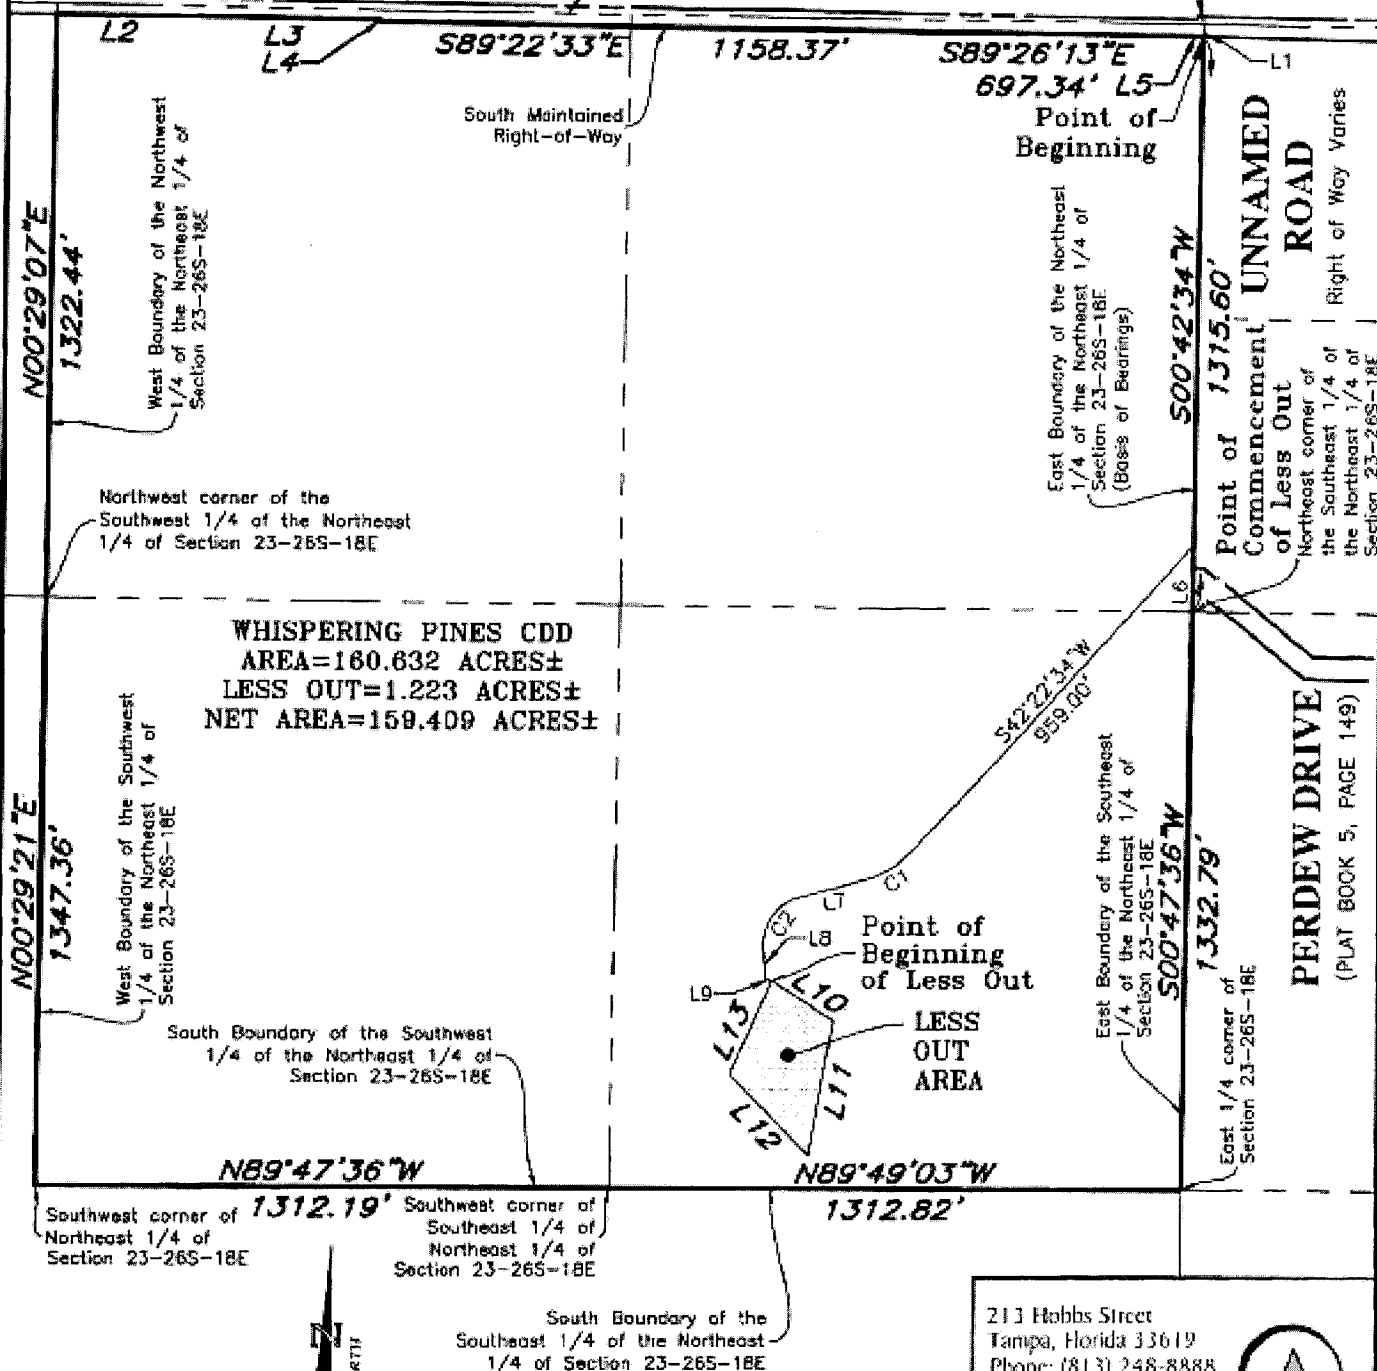 L2
L3
L4
S89°22'33"E
1158.37'
S89°26'13"E
697.34' L5
L1
Point of
Beginning
South Maintained
Right-of-Way
UNNAMED
ROAD
Right of Way Varies
N00°29'07"E
1322.44'
West Boundary of the Northwest
1/4 of the Northeast 1/4 of
Section 23-26S-18E
East Boundary of the Northeast
1/4 of the Northeast 1/4 of
Section 23-26S-18E
(Basis of Bearings)
S00°42'34"W
1315.60'
Point of
Commencement
of Less Out
Northeast corner of
the Southeast 1/4 of
the Northeast 1/4 of
Section 23-26S-18E
Northwest corner of the
Southwest 1/4 of the Northeast
1/4 of Section 23-26S-18E
L6
WHISPERING PINES CDD
AREA=160.632 ACRES±
LESS OUT=1.223 ACRES±
NET AREA=159.409 ACRES±
S42°22'34"W
959.00'
N00°29'21"E
1347.36'
West Boundary of the Southwest
1/4 of the Northeast 1/4 of
Section 23-26S-18E
East Boundary of the Southeast
1/4 of the Northeast 1/4 of
Section 23-26S-18E
S00°47'36"W
1332.79'
PERDEW DRIVE
(PLAT BOOK 5, PAGE 149)
C1
L7
C2
L8
Point of
Beginning
of Less Out
L9
L10
L13
LESS
OUT
AREA
L11
L12
South Boundary of the Southwest
1/4 of the Northeast 1/4 of
Section 23-26S-18E
East 1/4 corner of
Section 23-26S-18E
N89°47'36"W
1312.19'
N89°49'03"W
1312.82'
Southwest corner of
Northeast 1/4 of
Section 23-26S-18E
Southwest corner of
Southeast 1/4 of
Northeast 1/4 of
Section 23-26S-18E
South Boundary of the
Southeast 1/4 of the Northeast
1/4 of Section 23-26S-18E
N
213 Hobbs Street
Tampa, Florida 33619
Phone: (813) 248-8888